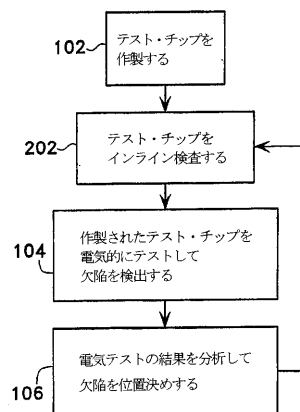 102
テスト・チップを
作製する
202
テスト・チップを
インライン検査する
104
作製されたテスト・チップを
電気的にテストして
欠陥を検出する
106
電気テストの結果を分析して
欠陥を位置決めする